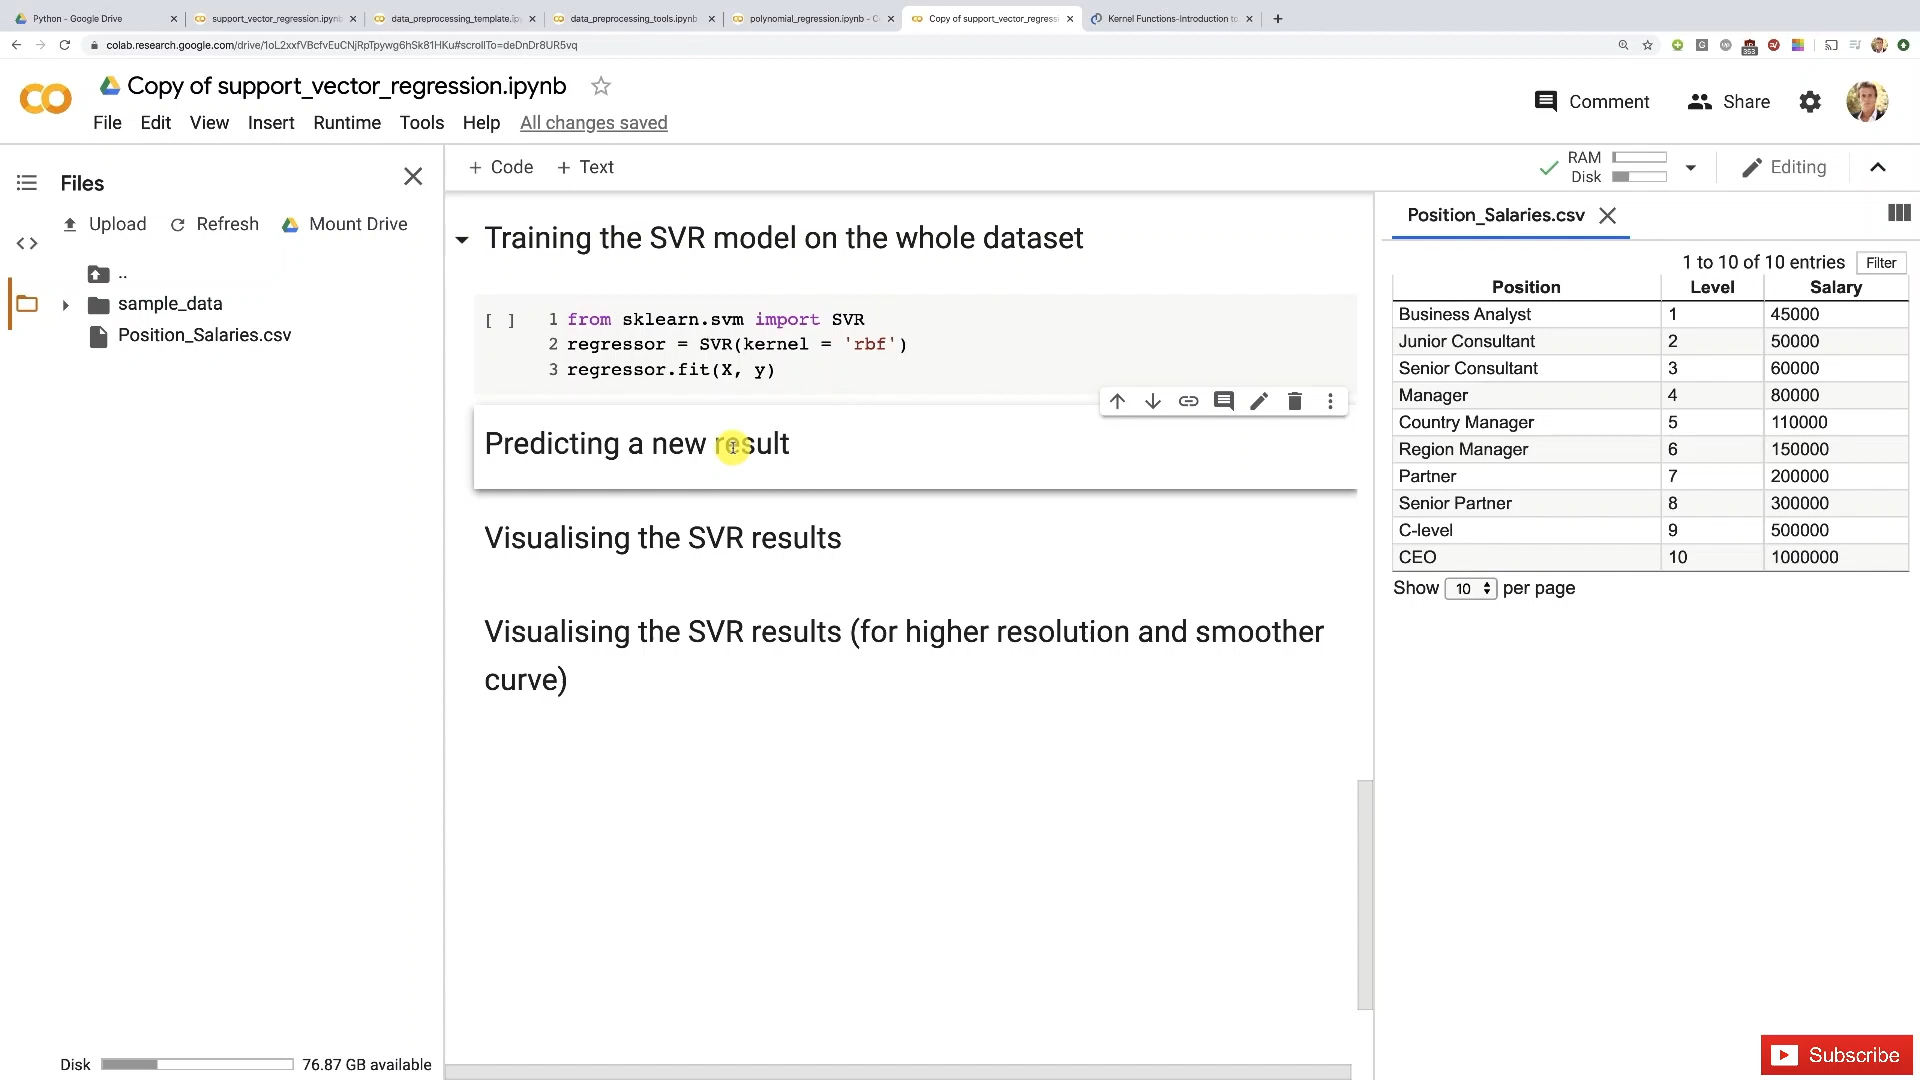 Python - Google Drive
support_vector_regression.ipynb
data_preprocessing_template.ip
data_preprocessing_tools.ipynb
polynomial_regression.ipynb - C
Copy of support_vector_regress
Kernel Functions-Introduction to
colab.research.google.com/drive/1oL2xxfVBcfvEuCNjRpTpywg6hSk81HKu#scrollTo=deDnDr8UR5vq
353
CO
Copy of support_vector_regression.ipynb
File Edit View Insert Runtime Tools Help All changes saved
Comment
Share
Files
Upload
Refresh
Mount Drive
..
sample_data
Position_Salaries.csv
Disk
76.87 GB available
+ Code + Text
RAM
Disk
Editing
Training the SVR model on the whole dataset
[ ] 1 from sklearn.svm import SVR
2 regressor = SVR(kernel = 'rbf')
3 regressor.fit(X, y)
Predicting a new result
Visualising the SVR results
Visualising the SVR results (for higher resolution and smoother
curve)
Position_Salaries.csv
1 to 10 of 10 entries Filter
Position Level Salary
Business Analyst 1 45000
Junior Consultant 2 50000
Senior Consultant 3 60000
Manager 4 80000
Country Manager 5 110000
Region Manager 6 150000
Partner 7 200000
Senior Partner 8 300000
C-level 9 500000
CEO 10 1000000
Show 10 per page
Subscribe